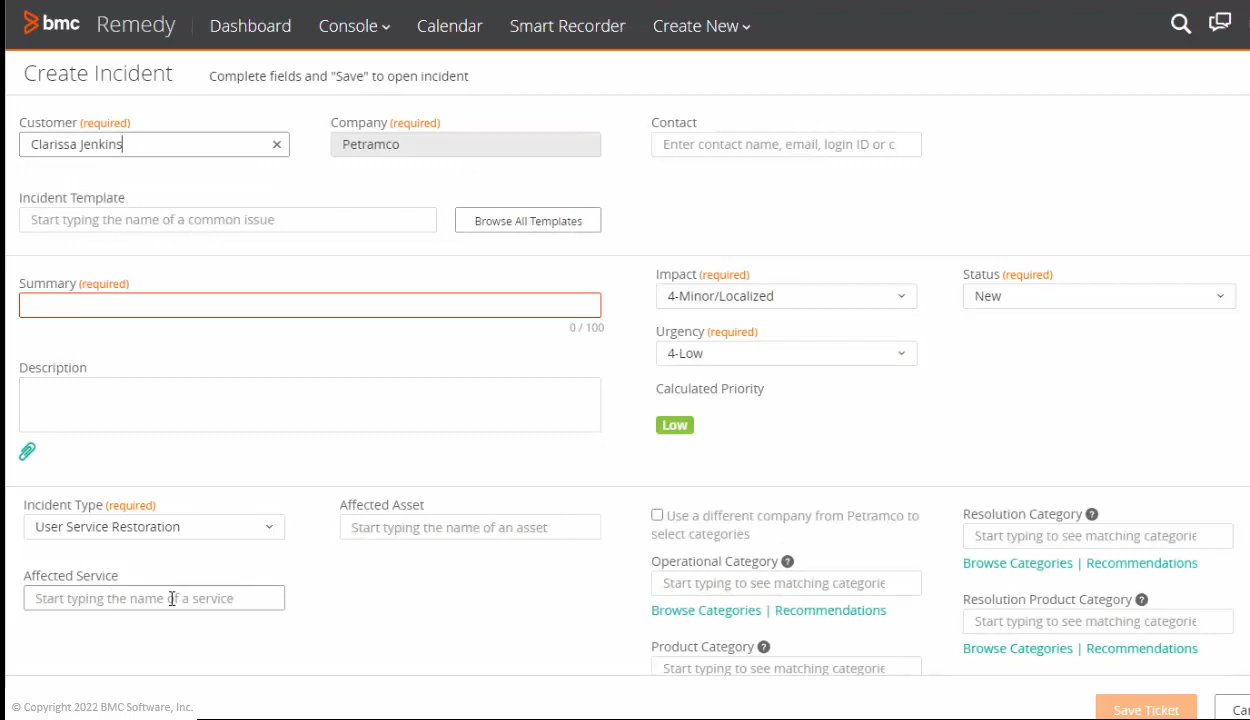 bmc Remedy Dashboard Console Calendar Smart Recorder Create New
Create Incident Complete fields and "Save" to open incident
Customer (required) Company (required) Contact
Clarissa Jenkins Petramco Enter contact name, email, login ID or c
Incident Template
Start typing the name of a common issue Browse All Templates
Summary (required)
0 / 100
Description
Impact (required) Status (required)
4-Minor/Localized New
Urgency (required)
4-Low
Calculated Priority
Low
Incident Type (required) Affected Asset
User Service Restoration Start typing the name of an asset
Affected Service
Start typing the name of a service
Use a different company from Petramco to
select categories
Operational Category ?
Start typing to see matching categorie
Browse Categories | Recommendations
Product Category ?
Start typing to see matching categorie
Resolution Category ?
Start typing to see matching categorie
Browse Categories | Recommendations
Resolution Product Category ?
Start typing to see matching categorie
Browse Categories | Recommendations
© Copyright 2022 BMC Software, Inc. Save Ticket Car